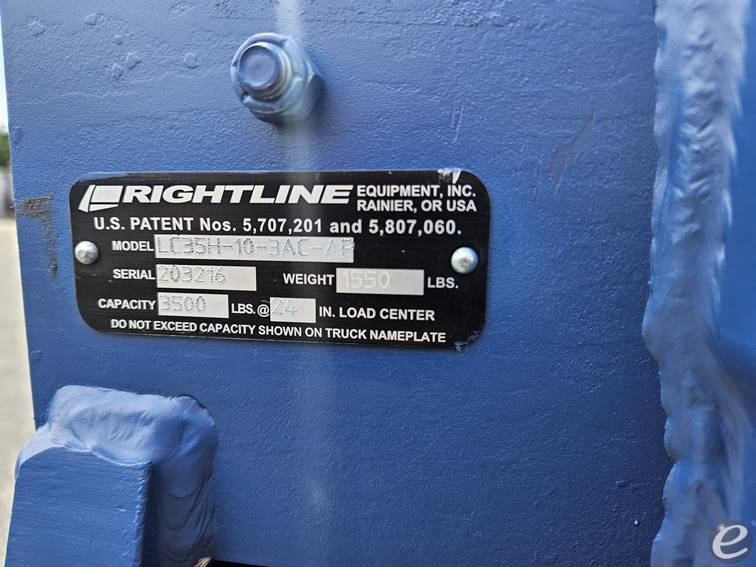 RIGHTLINE EQUIPMENT, INC.
RAINIER, OR USA
U.S. PATENT Nos. 5,707,201 and 5,807,060.
MODEL LC35H-10-3AC-AP
SERIAL 203216 WEIGHT 1550 LBS.
CAPACITY 3500 LBS.@ 24 IN. LOAD CENTER
DO NOT EXCEED CAPACITY SHOWN ON TRUCK NAMEPLATE
e